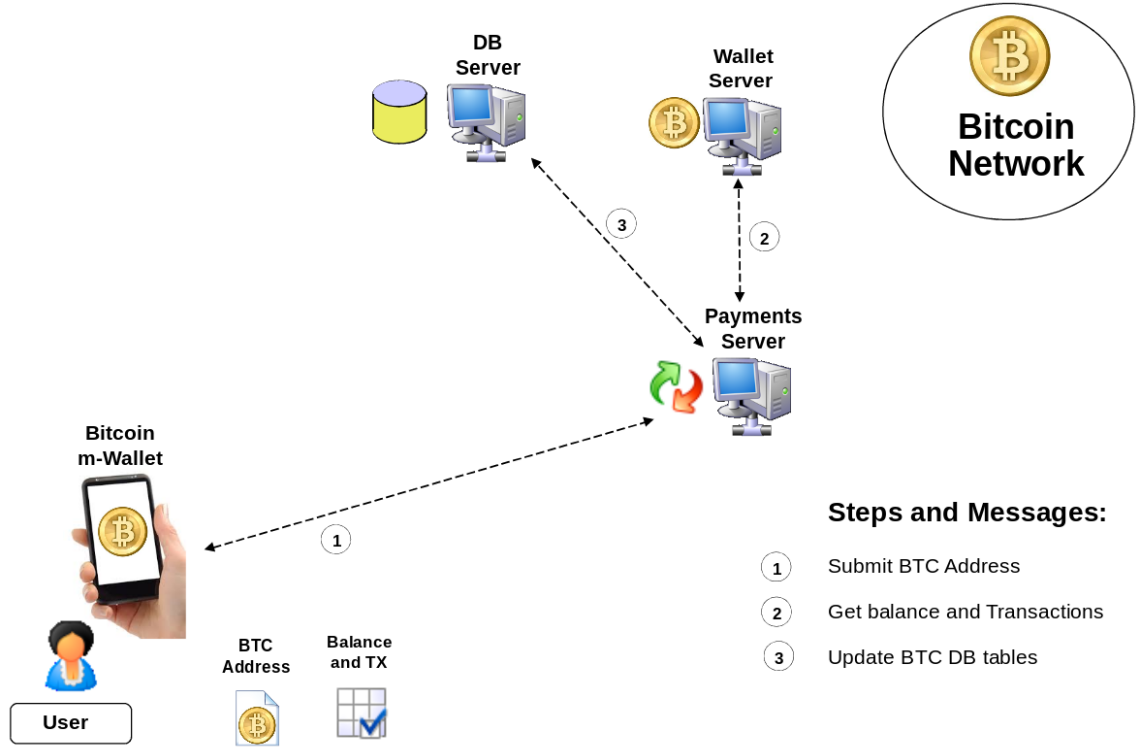 DB
Server
Wallet
Server
Bitcoin
Network
3
2
Payments
Server
Bitcoin
m-Wallet
1
Steps and Messages:
1 Submit BTC Address
2 Get balance and Transactions
3 Update BTC DB tables
BTC
Address
Balance
and TX
User